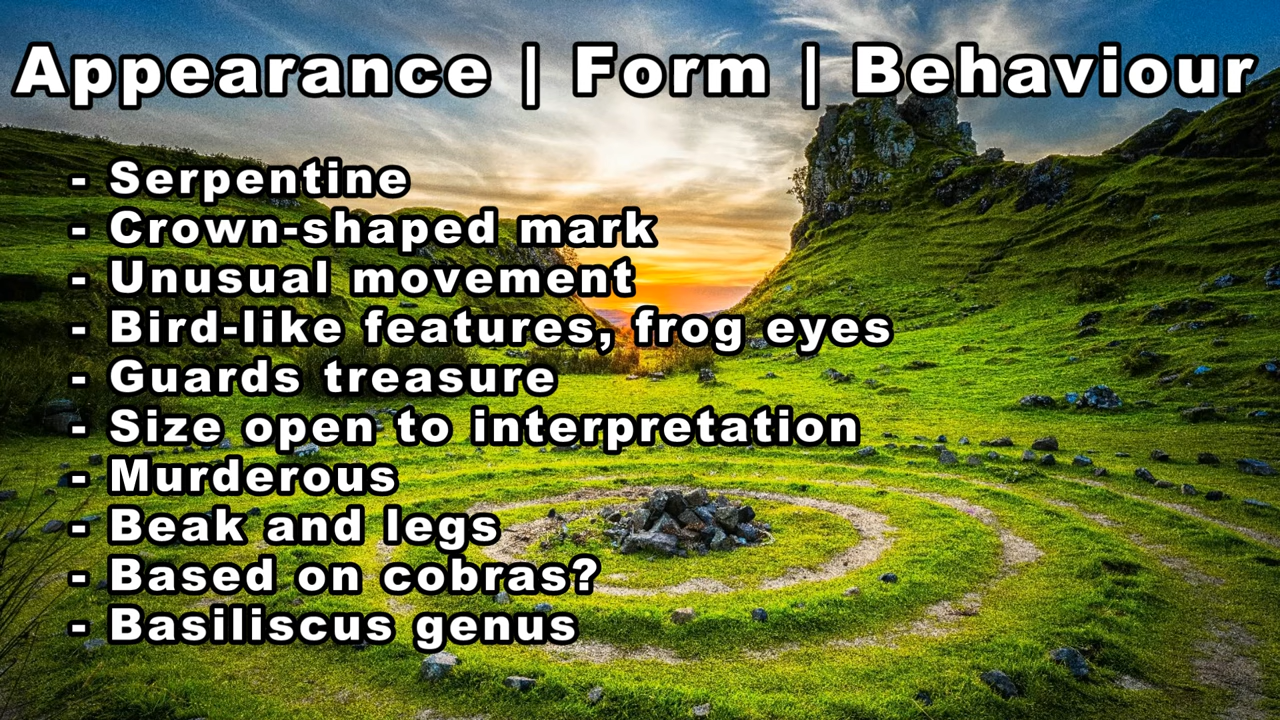 Appearance | Form | Behaviour
- Serpentine
- Crown-shaped mark
- Unusual movement
- Bird-like features, frog eyes
- Guards treasure
- Size open to interpretation
- Murderous
- Beak and legs
- Based on cobras?
- Basiliscus genus